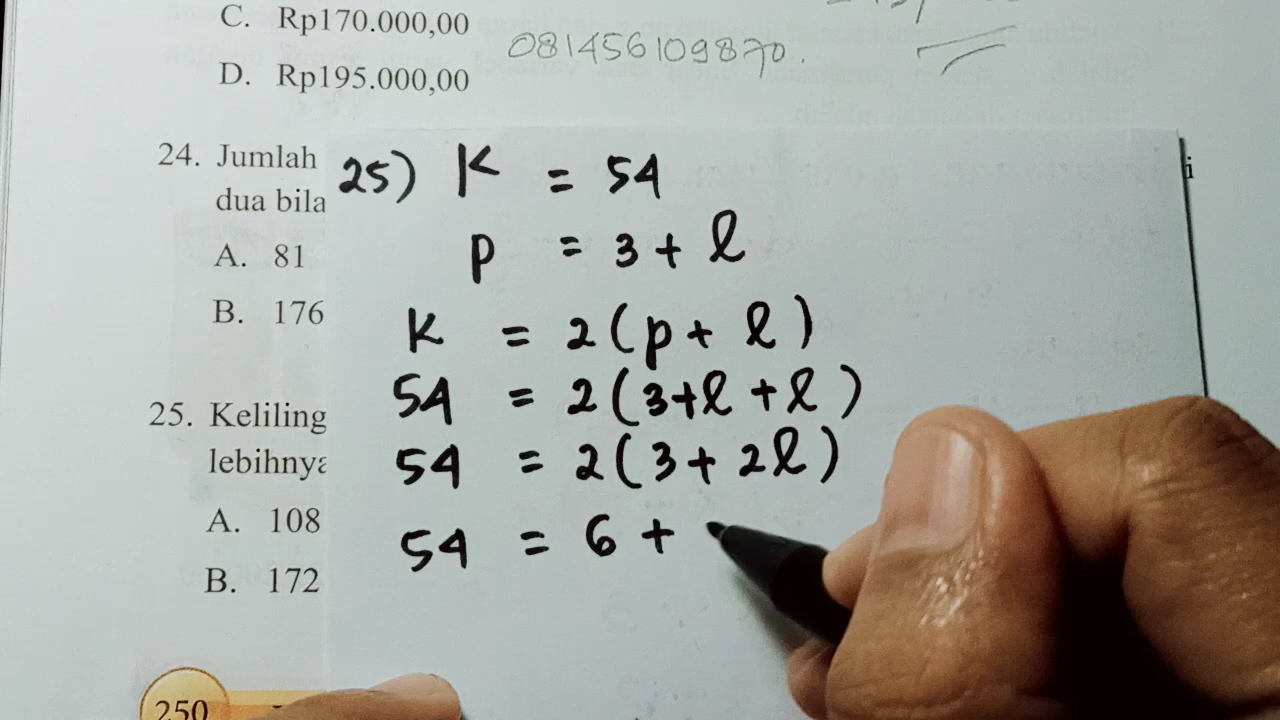 C. Rp170.000,00
081456109870.
D. Rp195.000,00
24. Jumlah
dua bila
A. 81
B. 176
25. Keliling
lebihnya
A. 108
B. 172
250
25) K = 54
p = 3 + l
K = 2(p + l)
54 = 2(3+l + l)
54 = 2(3 + 2l)
54 = 6 +
i